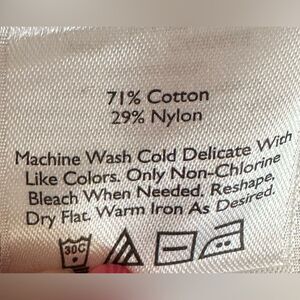 71% Cotton
29% Nylon
Machine Wash Cold Delicate With
Like Colors. Only Non-Chlorine
Bleach When Needed. Reshape,
Dry Flat. Warm Iron As Desired.
30C